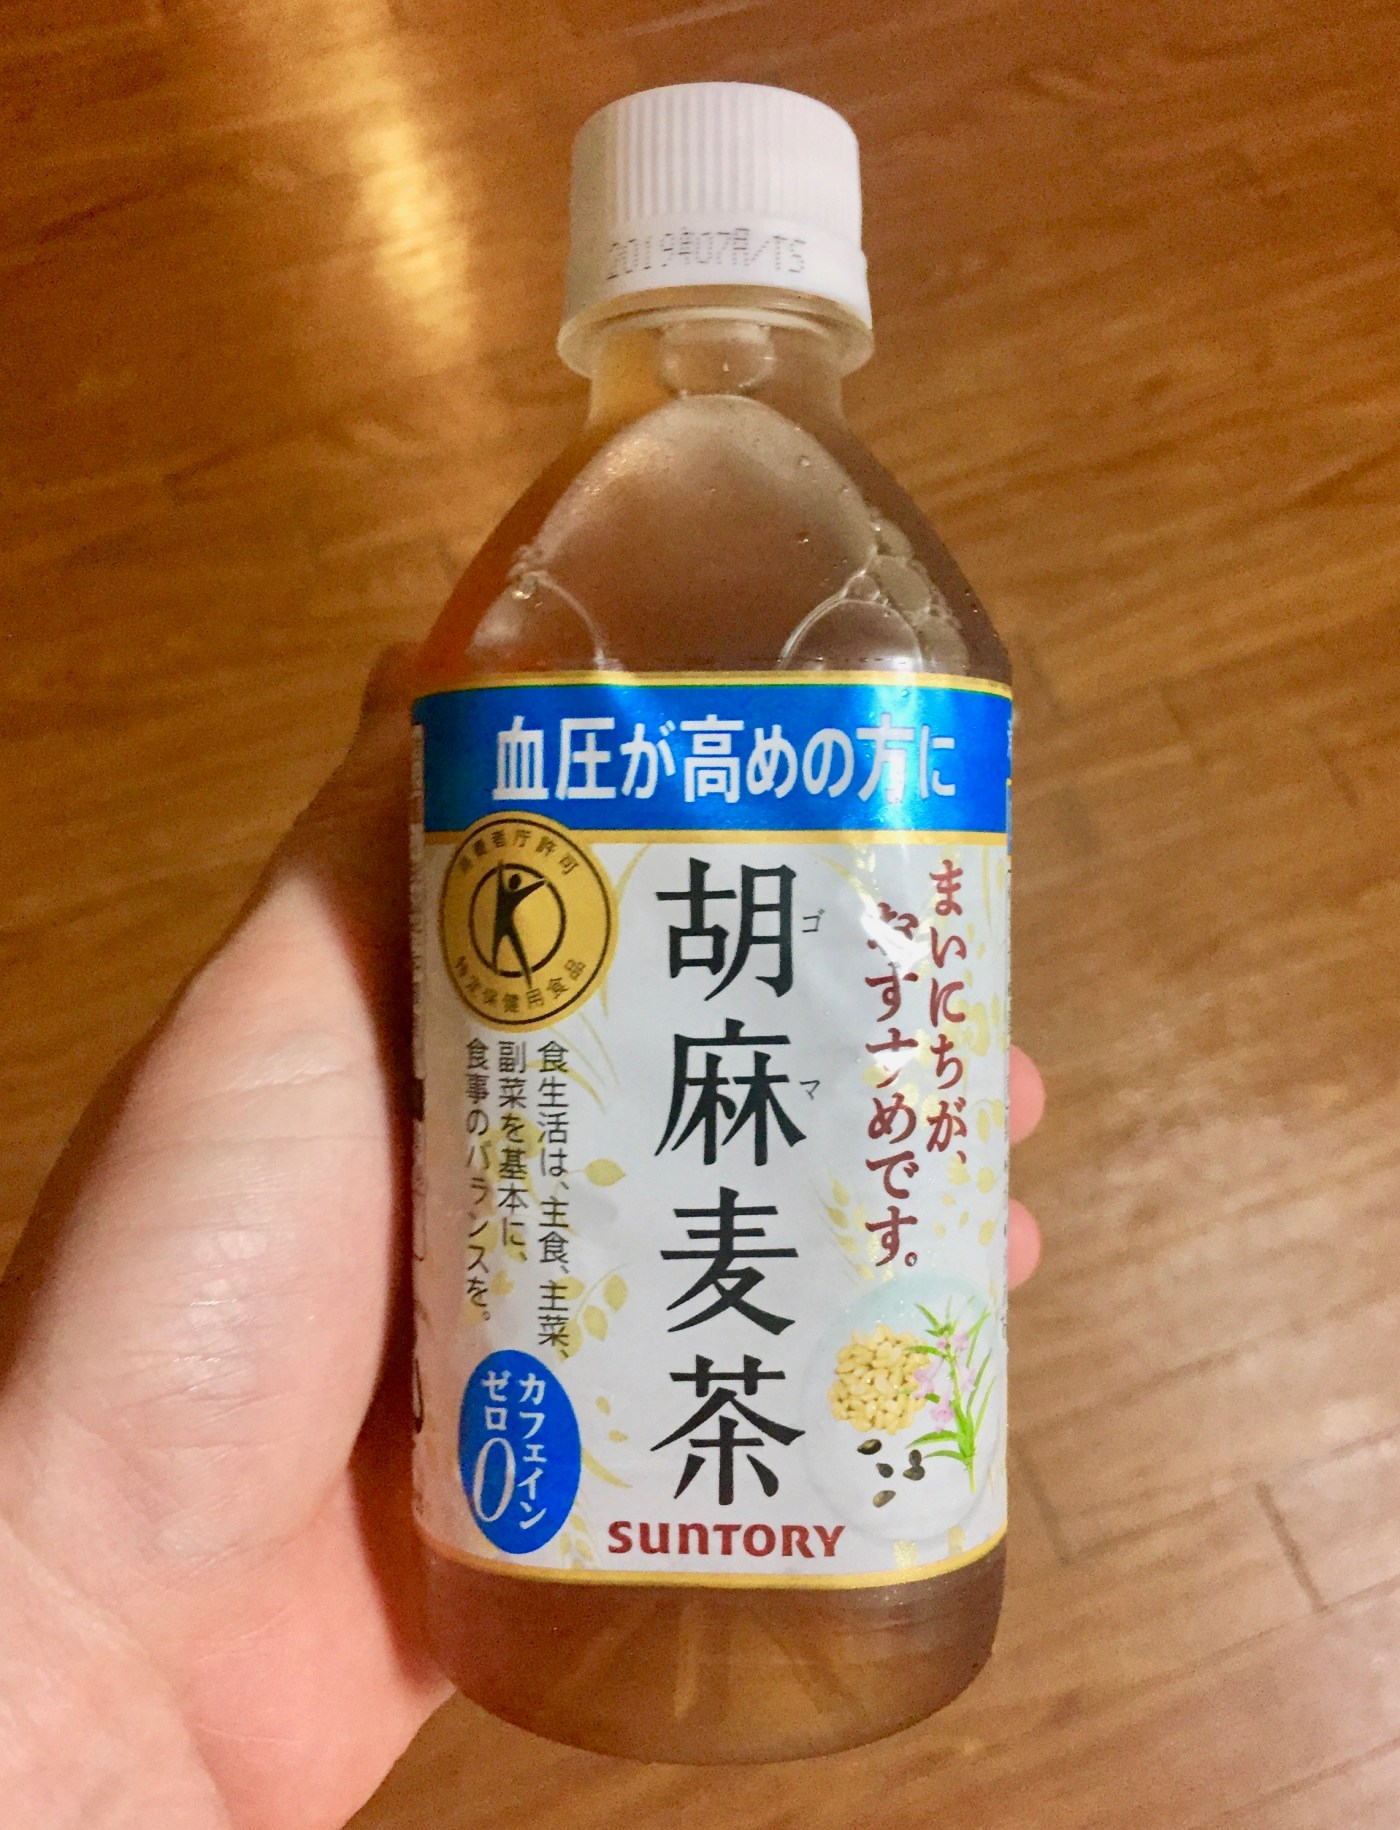 2019年07月/TS
血圧が高めの方に
消費者庁許可
特定保健用食品
まいにちが、
おすすめです。
胡麻麦茶
ゴマ
食生活は、主食、主菜、
副菜を基本に、
食事のバランスを。
カフェイン
ゼロ
0
SUNTORY